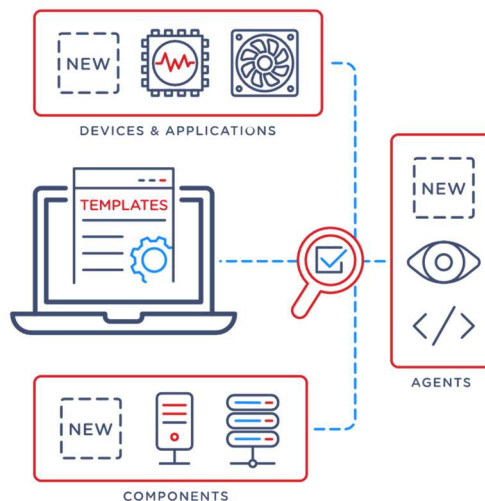 NEW
DEVICES & APPLICATIONS
TEMPLATES
NEW
</>
AGENTS
NEW
COMPONENTS